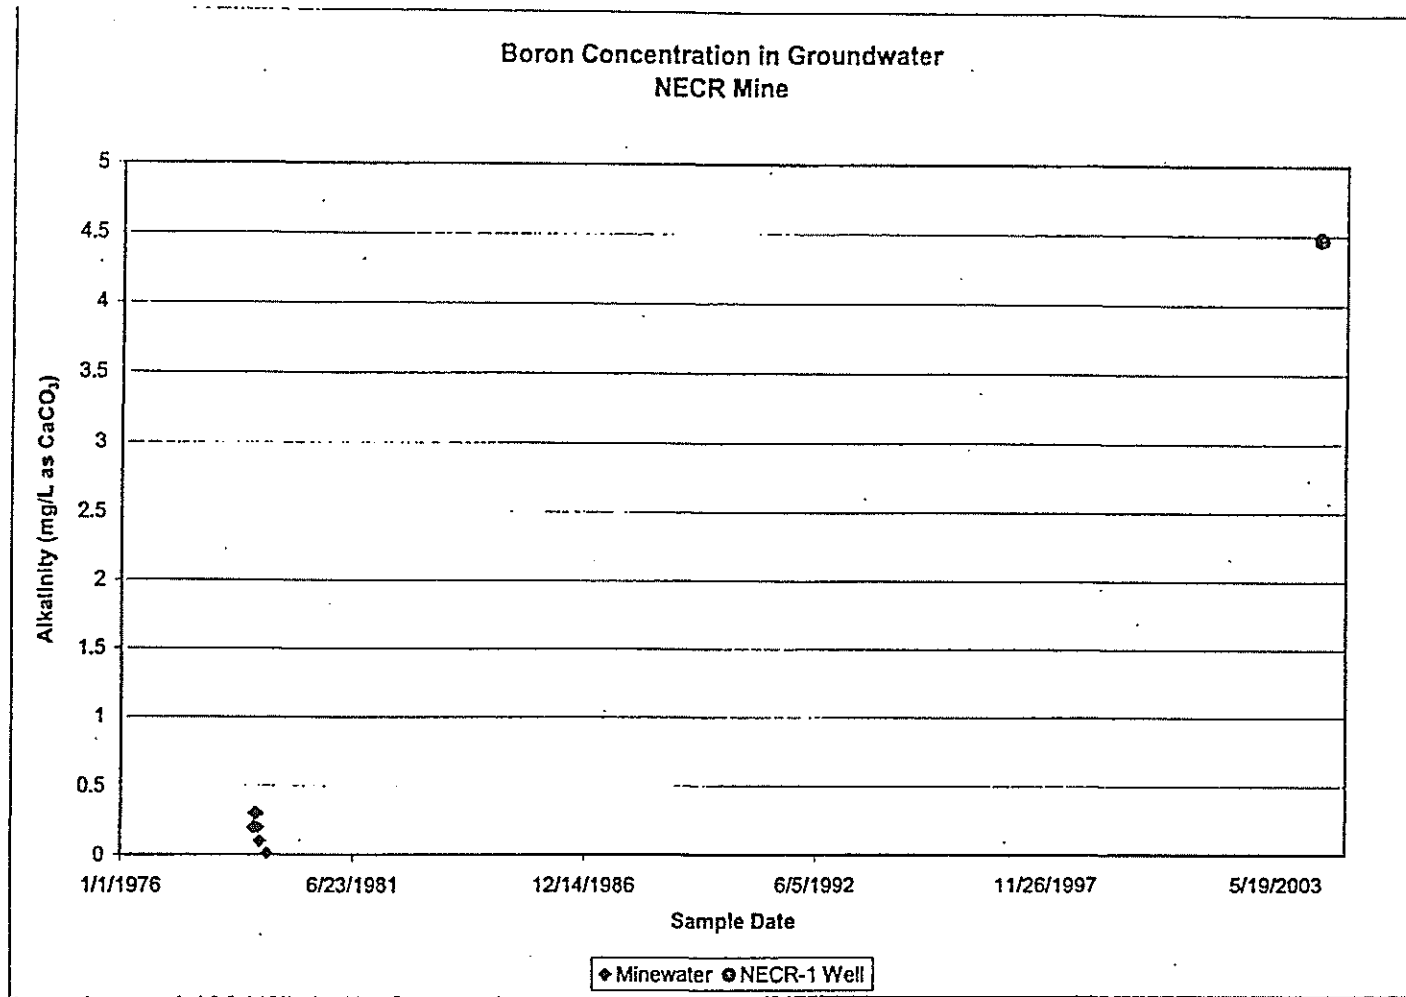 Boron Concentration in Groundwater
NECR Mine
5
4.5
4
3.5
3
2.5
2
1.5
1
0.5
0
Alkalinity (mg/L as CaCO₃)
1/1/1976 6/23/1981 12/14/1986 6/5/1992 11/26/1997 5/19/2003
Sample Date
Minewater NECR-1 Well